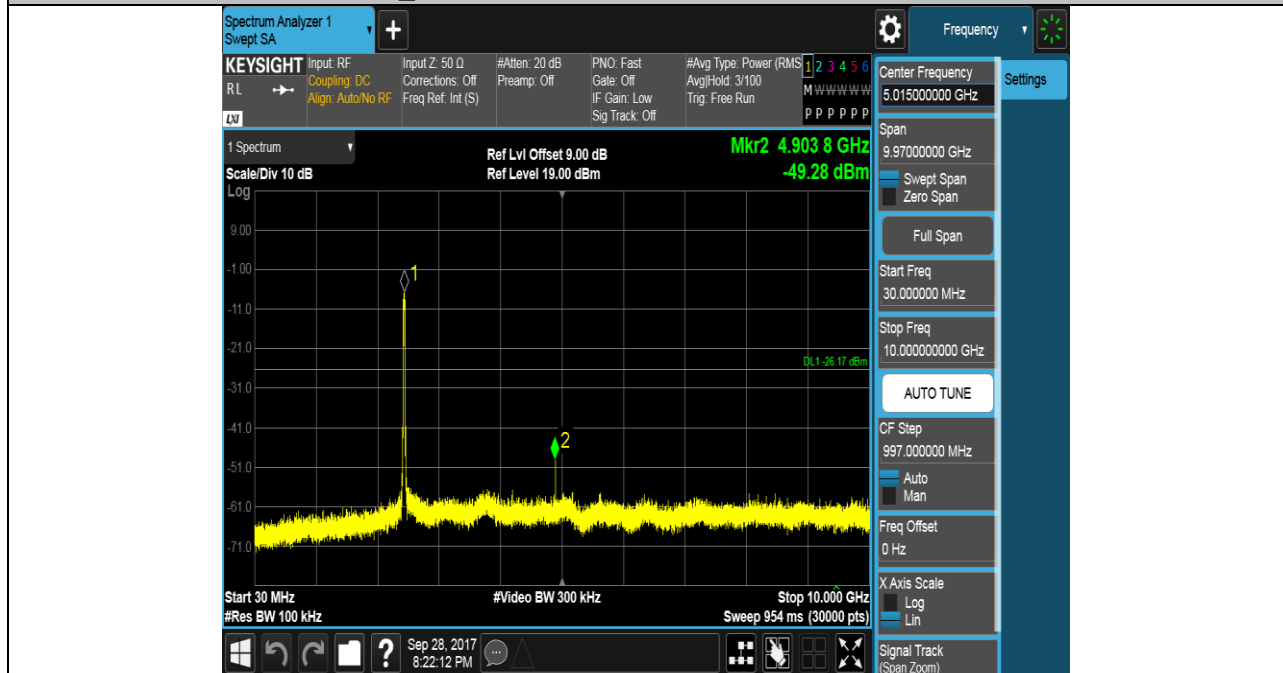 Spectrum Analyzer 1
Swept SA
+
Frequency
KEYSIGHT
RL
LXI
Input: RF
Coupling: DC
Align: Auto/No RF
Input Z: 50 Ω
Corrections: Off
Freq Ref: Int (S)
#Atten: 20 dB
Preamp: Off
PNO: Fast
Gate: Off
IF Gain: Low
Sig Track: Off
#Avg Type: Power (RMS
Avg|Hold: 3/100
Trig: Free Run
1 2 3 4 5 6
M W W W W W
P P P P P P
1 Spectrum
Scale/Div 10 dB
Ref Lvl Offset 9.00 dB
Ref Level 19.00 dBm
Mkr2 4.903 8 GHz
-49.28 dBm
Log
9.00
-1.00
-11.0
-21.0
-31.0
-41.0
-51.0
-61.0
-71.0
1
2
DL1 -26.17 dBm
Start 30 MHz
#Res BW 100 kHz
#Video BW 300 kHz
Stop 10.000 GHz
Sweep 954 ms (30000 pts)
?
Sep 28, 2017
8:22:12 PM
Center Frequency
5.015000000 GHz
Span
9.97000000 GHz
Swept Span
Zero Span
Full Span
Start Freq
30.000000 MHz
Stop Freq
10.000000000 GHz
AUTO TUNE
CF Step
997.000000 MHz
Auto
Man
Freq Offset
0 Hz
X Axis Scale
Log
Lin
Signal Track
(Span Zoom)
Settings